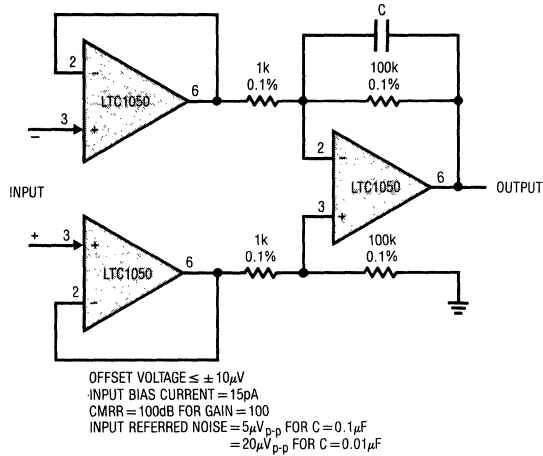 C
2
−
LTC1050
6
3
+
−
1k
0.1%
100k
0.1%
2
−
LTC1050
6
OUTPUT
3
+
INPUT
+
3
+
LTC1050
6
2
−
1k
0.1%
100k
0.1%
OFFSET VOLTAGE ≤ ±10µV
INPUT BIAS CURRENT = 15pA
CMRR = 100dB FOR GAIN = 100
INPUT REFERRED NOISE = 5µVp-p FOR C = 0.1µF
= 20µVp-p FOR C = 0.01µF